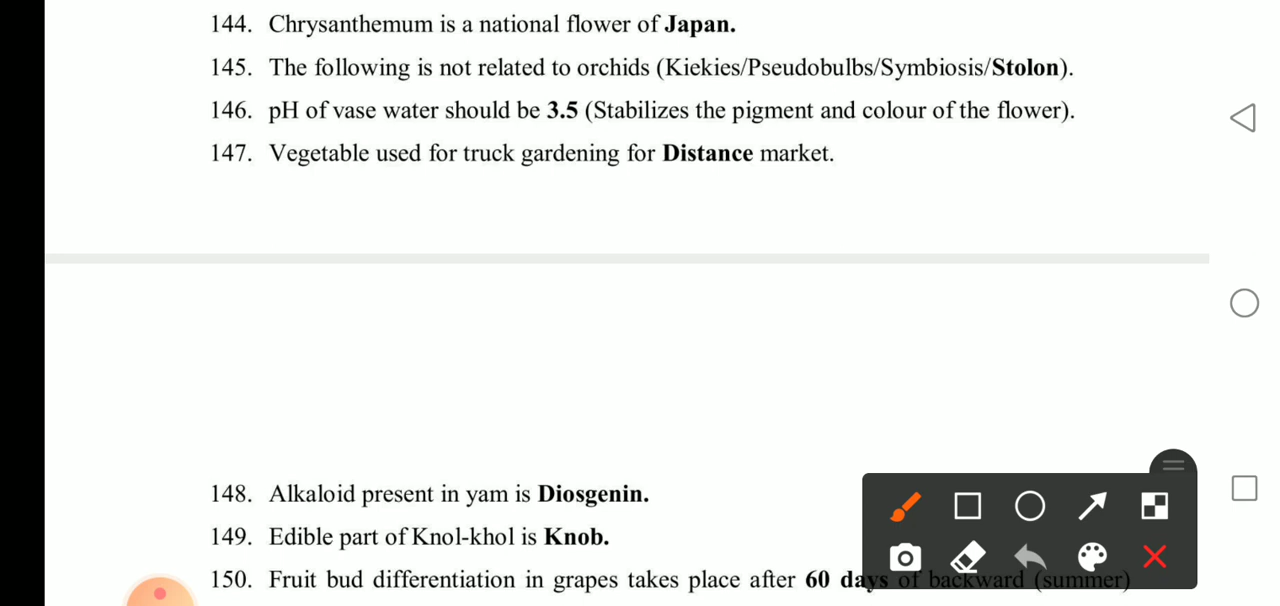 144. Chrysanthemum is a national flower of Japan.
145. The following is not related to orchids (Kiekies/Pseudobulbs/Symbiosis/Stolon).
146. pH of vase water should be 3.5 (Stabilizes the pigment and colour of the flower).
147. Vegetable used for truck gardening for Distance market.
148. Alkaloid present in yam is Diosgenin.
149. Edible part of Knol-khol is Knob.
150. Fruit bud differentiation in grapes takes place after 60 days of backward (summer)